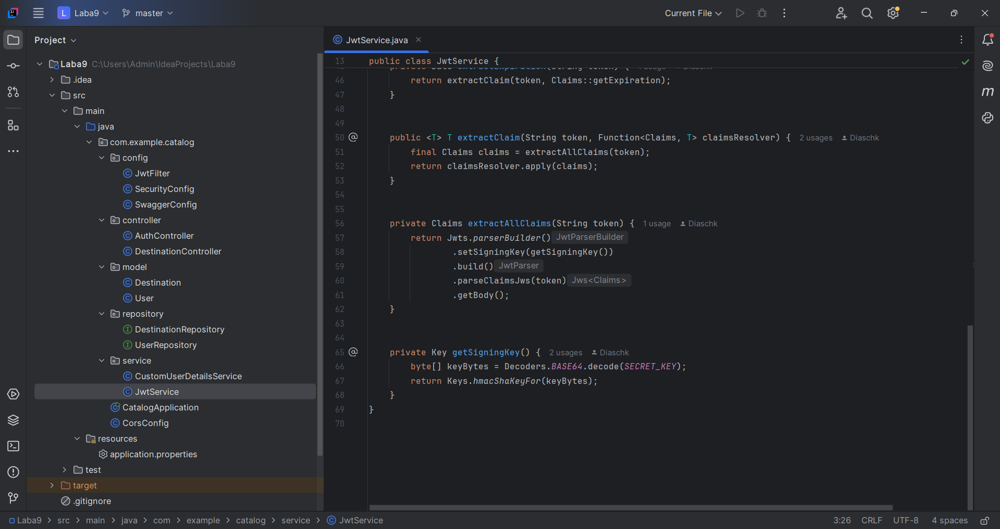 L Laba9 master Current File
Project
JwtService.java
Laba9 C:\Users\Admin\IdeaProjects\Laba9
.idea
src
main
java
com.example.catalog
config
JwtFilter
SecurityConfig
SwaggerConfig
controller
AuthController
DestinationController
model
Destination
User
repository
DestinationRepository
UserRepository
service
CustomUserDetailsService
JwtService
CatalogApplication
CorsConfig
resources
application.properties
test
target
.gitignore
13 public class JwtService {
46 return extractClaim(token, Claims::getExpiration);
47 }
48
49
50 @ public <T> T extractClaim(String token, Function<Claims, T> claimsResolver) { 2 usages Diaschk
51 final Claims claims = extractAllClaims(token);
52 return claimsResolver.apply(claims);
53 }
54
55
56 private Claims extractAllClaims(String token) { 1 usage Diaschk
57 return Jwts.parserBuilder() JwtParserBuilder
58 .setSigningKey(getSigningKey())
59 .build() JwtParser
60 .parseClaimsJws(token) Jws<Claims>
61 .getBody();
62 }
63
64
65 @ private Key getSigningKey() { 2 usages Diaschk
66 byte[] keyBytes = Decoders.BASE64.decode(SECRET_KEY);
67 return Keys.hmacShaKeyFor(keyBytes);
68 }
69 }
70
m
Laba9 > src > main > java > com > example > catalog > service > JwtService 3:26 CRLF UTF-8 4 spaces